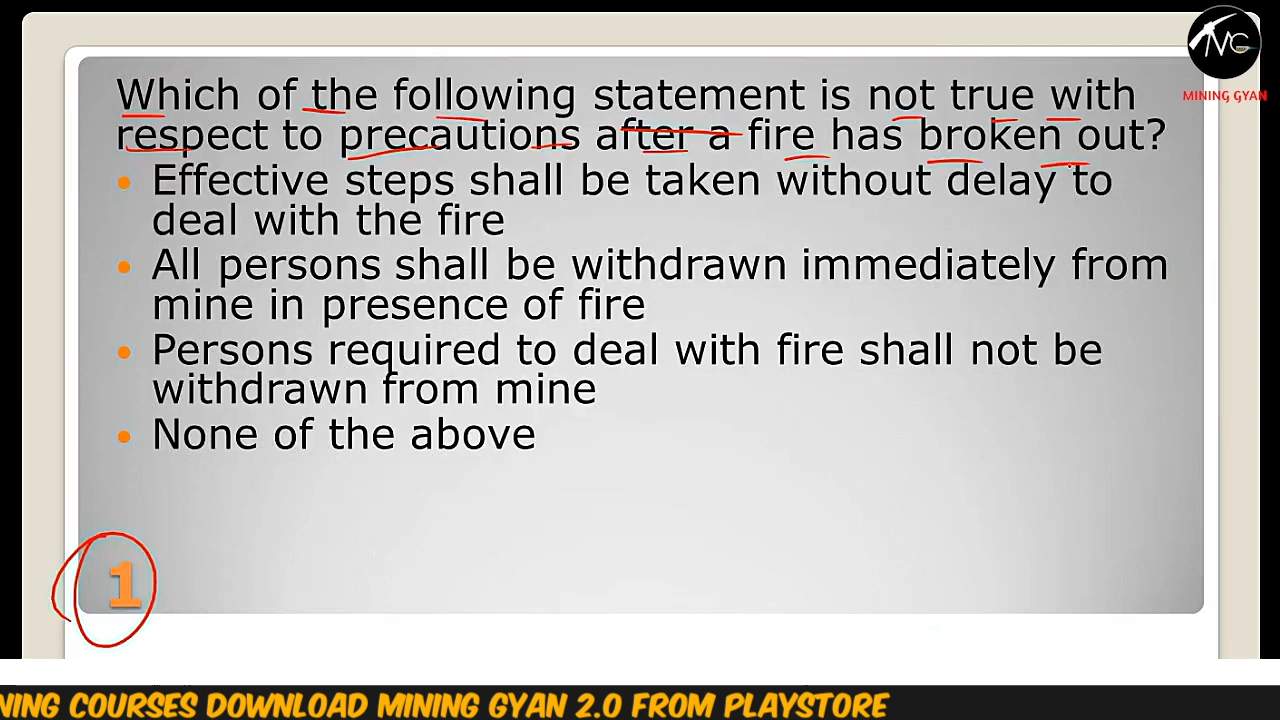 MC
MINING GYAN
Which of the following statement is not true with
respect to precautions after a fire has broken out?
• Effective steps shall be taken without delay to
deal with the fire
• All persons shall be withdrawn immediately from
mine in presence of fire
• Persons required to deal with fire shall not be
withdrawn from mine
• None of the above
1
NING COURSES DOWNLOAD MINING GYAN 2.0 FROM PLAYSTORE